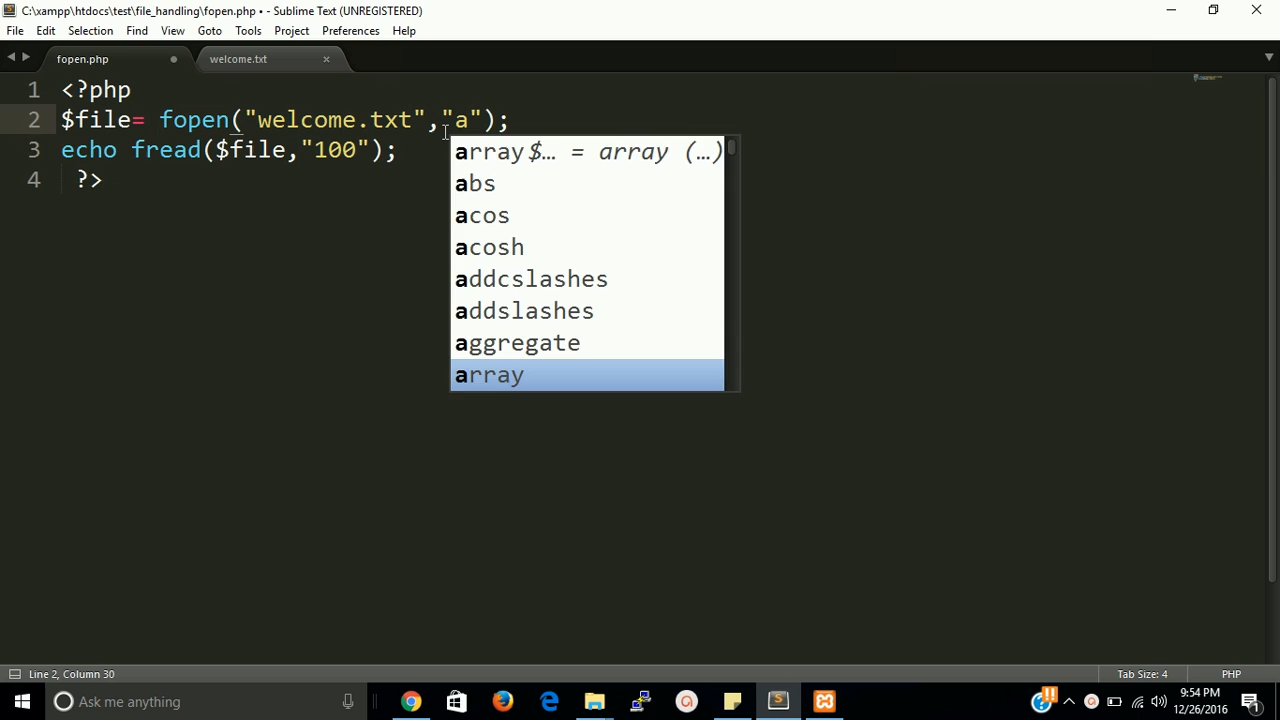 C:\xampp\htdocs\test\file_handling\fopen.php • - Sublime Text (UNREGISTERED)
File Edit Selection Find View Goto Tools Project Preferences Help
fopen.php welcome.txt
1 <?php
2 $file= fopen("welcome.txt","a");
3 echo fread($file,"100");
4 ?>
array$… = array (…)
abs
acos
acosh
addcslashes
addslashes
aggregate
array
Line 2, Column 30 Tab Size: 4 PHP
Ask me anything
9:54 PM
12/26/2016
1